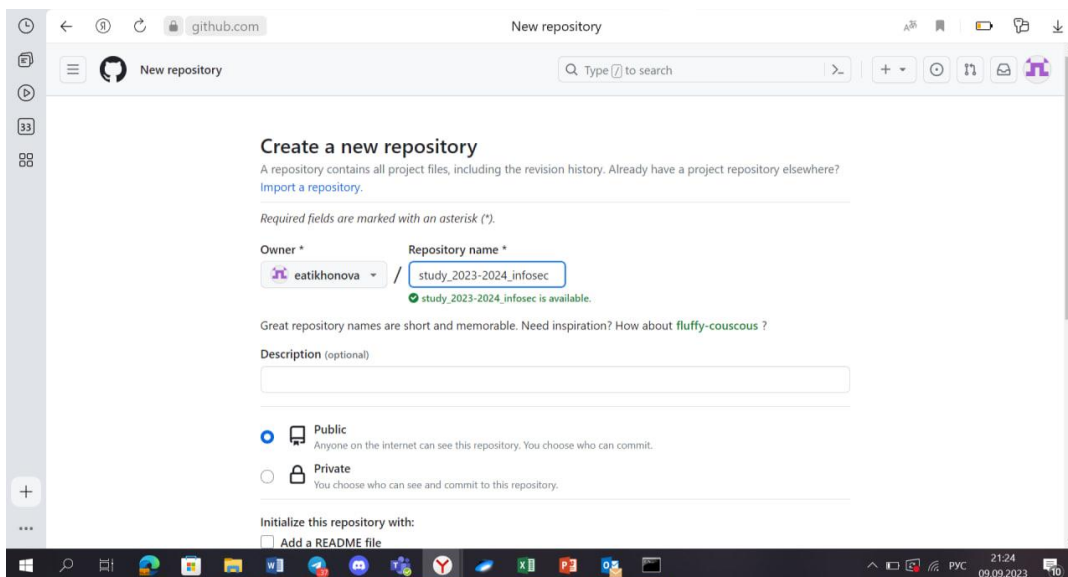 github.com
New repository
New repository
Type / to search
33
Create a new repository
A repository contains all project files, including the revision history. Already have a project repository elsewhere?
Import a repository.
Required fields are marked with an asterisk (*).
Owner *
Repository name *
eatikhonova
/
study_2023-2024_infosec
study_2023-2024_infosec is available.
Great repository names are short and memorable. Need inspiration? How about fluffy-couscous ?
Description (optional)
Public
Anyone on the internet can see this repository. You choose who can commit.
Private
You choose who can see and commit to this repository.
Initialize this repository with:
Add a README file
РУС
21:24
09.09.2023